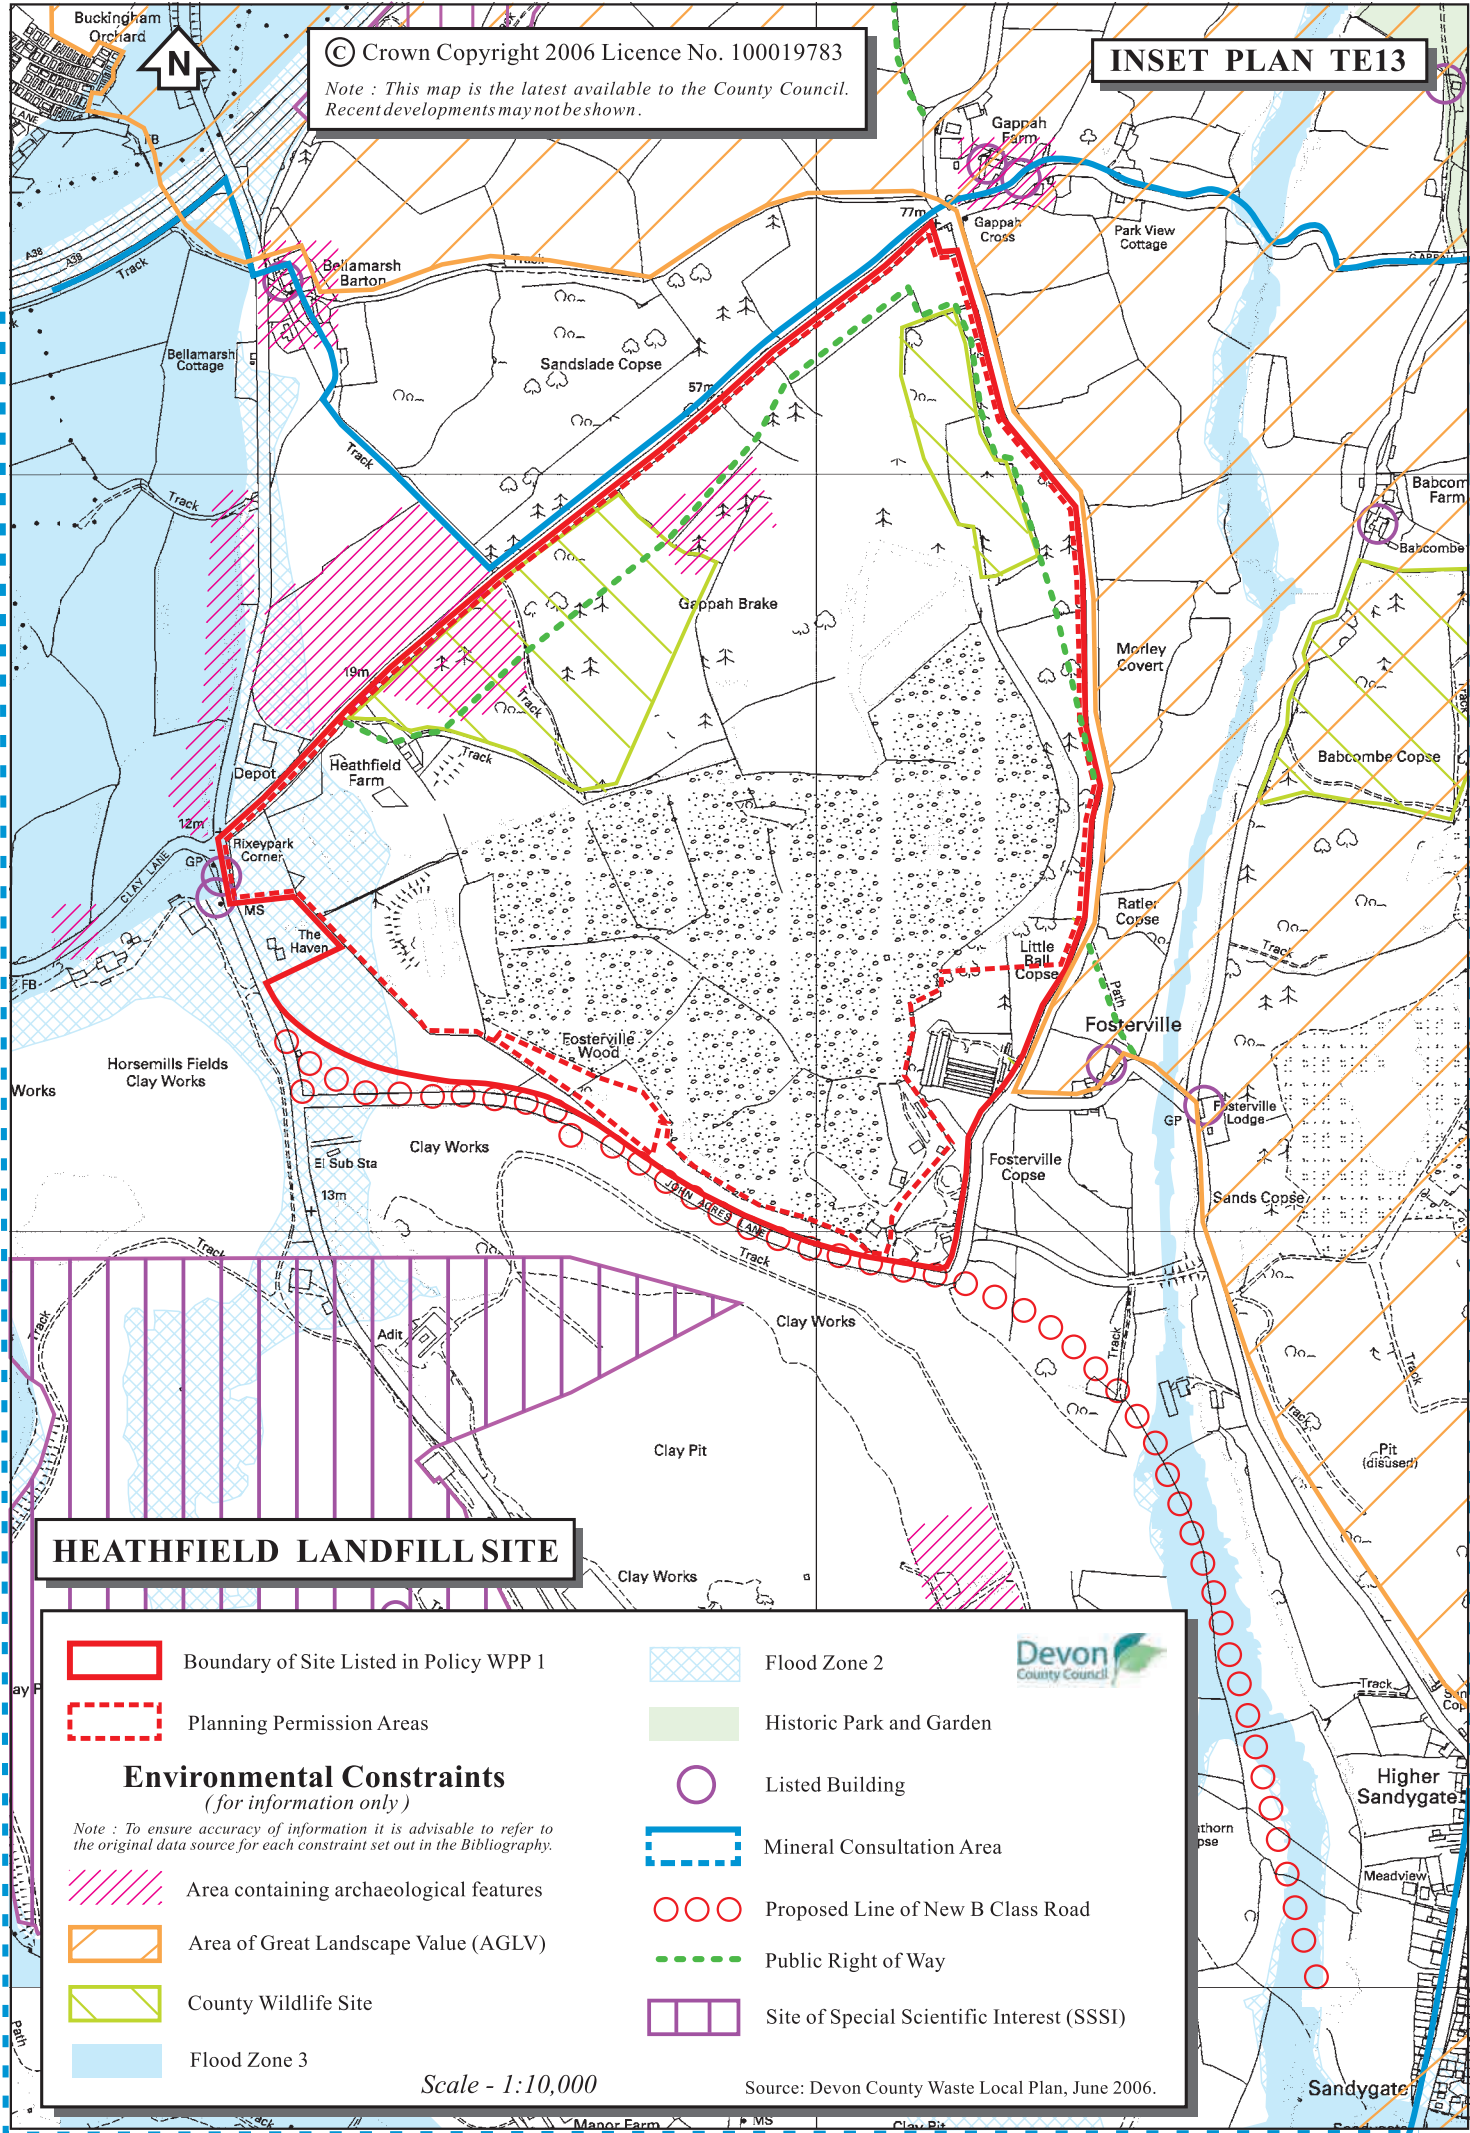 Buckingham
Orchard
N
© Crown Copyright 2006 Licence No. 100019783
Note : This map is the latest available to the County Council.
Recent developments may not be shown.
INSET PLAN TE13
LANE
FB
Gappah
Farm
77m
Gappah
Cross
Park View
Cottage
A38
A38
Track
Bellamarsh
Barton
Track
Bellamarsh
Cottage
Sandslade Copse
57m
Track
Track
Babcom
Farm
Babcombe
Gappah Brake
Morley
Covert
19m
Track
Track
Track
Babcombe Copse
Depot
Heathfield
Farm
12m
Rixeypark
Corner
GP
CLAY LANE
MS
The
Haven
Ratler
Copse
Little
Ball
Copse
Track
FB
Path
Fosterville
Fosterville
Wood
Horsemills Fields
Clay Works
Works
Fosterville
Lodge
GP
Clay Works
El Sub Sta
Fosterville
Copse
13m
JOHN ACRES LANE
Sands Copse
Track
Track
Track
Clay Works
Adit
Track
Track
Track
Clay Pit
Pit
(disused)
HEATHFIELD LANDFILL SITE
Clay Works
Boundary of Site Listed in Policy WPP 1
Planning Permission Areas
Environmental Constraints
( for information only )
Note : To ensure accuracy of information it is advisable to refer to
the original data source for each constraint set out in the Bibliography.
Area containing archaeological features
Area of Great Landscape Value (AGLV)
County Wildlife Site
Flood Zone 3
Flood Zone 2
Historic Park and Garden
Listed Building
Mineral Consultation Area
Proposed Line of New B Class Road
Public Right of Way
Site of Special Scientific Interest (SSSI)
Devon
County Council
Scale - 1:10,000
Source: Devon County Waste Local Plan, June 2006.
Track
Higher
Sandygate
Meadview
Path
Sandygate
Manor Farm
MS
Clay Pit